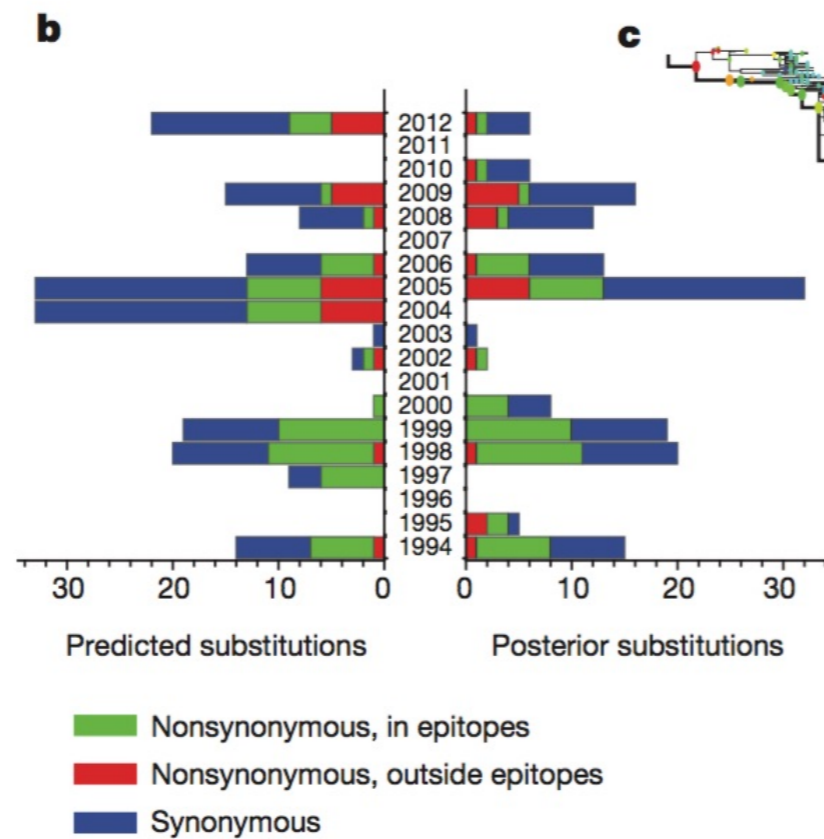 b
c
2012
2011
2010
2009
2008
2007
2006
2005
2004
2003
2002
2001
2000
1999
1998
1997
1996
1995
1994
30 20 10 0 0 10 20 30
Predicted substitutions Posterior substitutions
Nonsynonymous, in epitopes
Nonsynonymous, outside epitopes
Synonymous